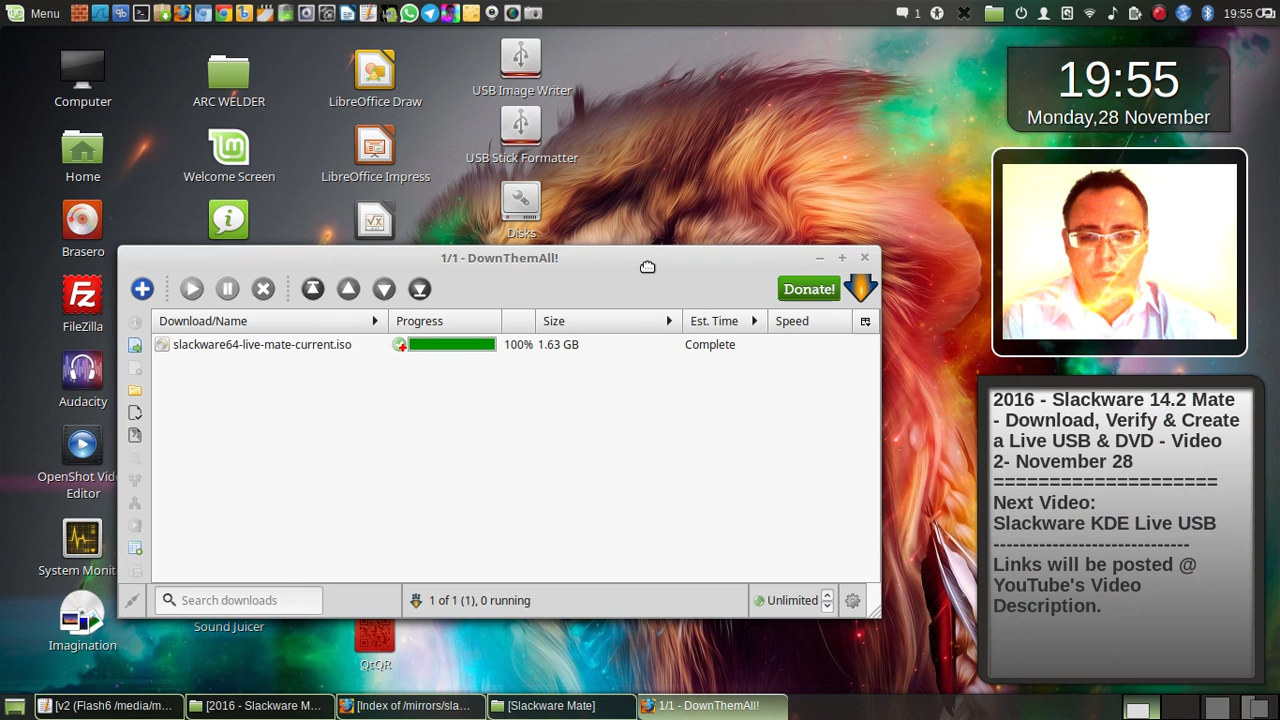 Menu
1
19:55
Computer
ARC WELDER
LibreOffice Draw
USB Image Writer
19:55
Monday,28 November
Home
Welcome Screen
LibreOffice Impress
USB Stick Formatter
Brasero
Disks
1/1 - DownThemAll!
Donate!
FileZilla
Download/Name
Progress
Size
Est. Time
Speed
slackware64-live-mate-current.iso
100%
1.63 GB
Complete
Audacity
OpenShot Vid
Editor
System Monit
Search downloads
1 of 1 (1), 0 running
Unlimited
Imagination
Sound Juicer
QtQR
2016 - Slackware 14.2 Mate
- Download, Verify & Create
a Live USB & DVD - Video
2- November 28
=====================
Next Video:
Slackware KDE Live USB
------------------------------
Links will be posted @
YouTube's Video
Description.
[v2 (Flash6 /media/m...
[2016 - Slackware M...
[Index of /mirrors/sla...
[Slackware Mate]
1/1 - DownThemAll!